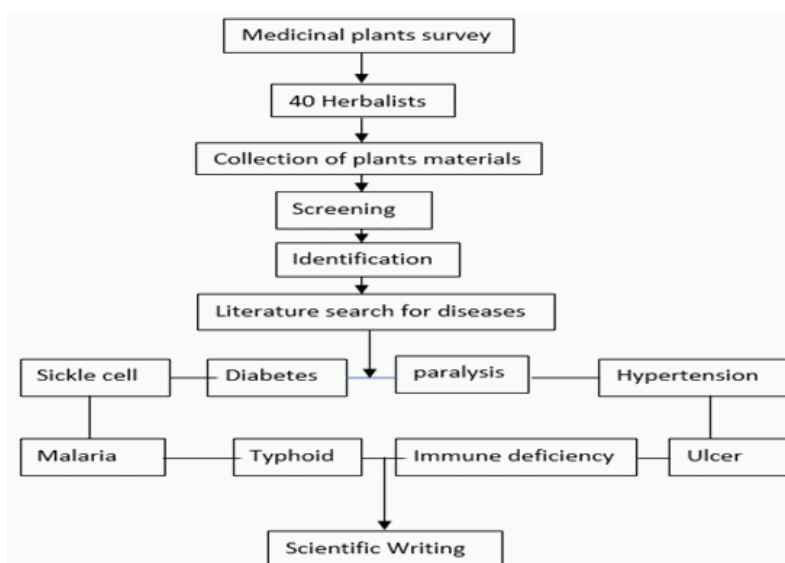 Medicinal plants survey
40 Herbalists
Collection of plants materials
Screening
Identification
Literature search for diseases
Sickle cell
Diabetes
paralysis
Hypertension
Malaria
Typhoid
Immune deficiency
Ulcer
Scientific Writing